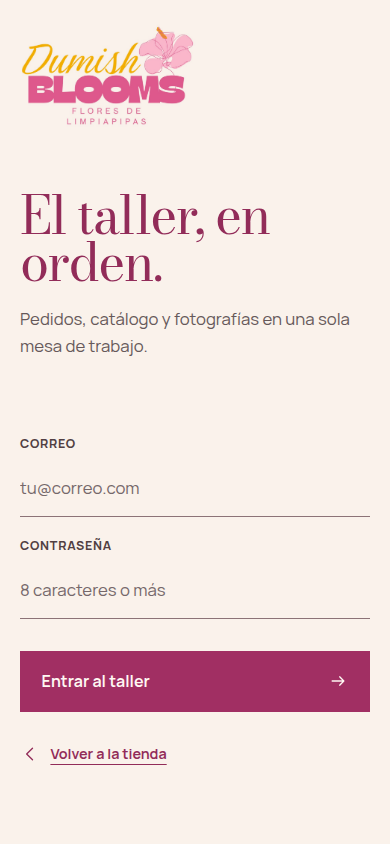 Dumish
BLOOMS
FLORES DE
LIMPIAPIPAS
El taller, en
orden.
Pedidos, catálogo y fotografías en una sola
mesa de trabajo.
CORREO
tu@correo.com
CONTRASEÑA
8 caracteres o más
Entrar al taller →
Volver a la tienda